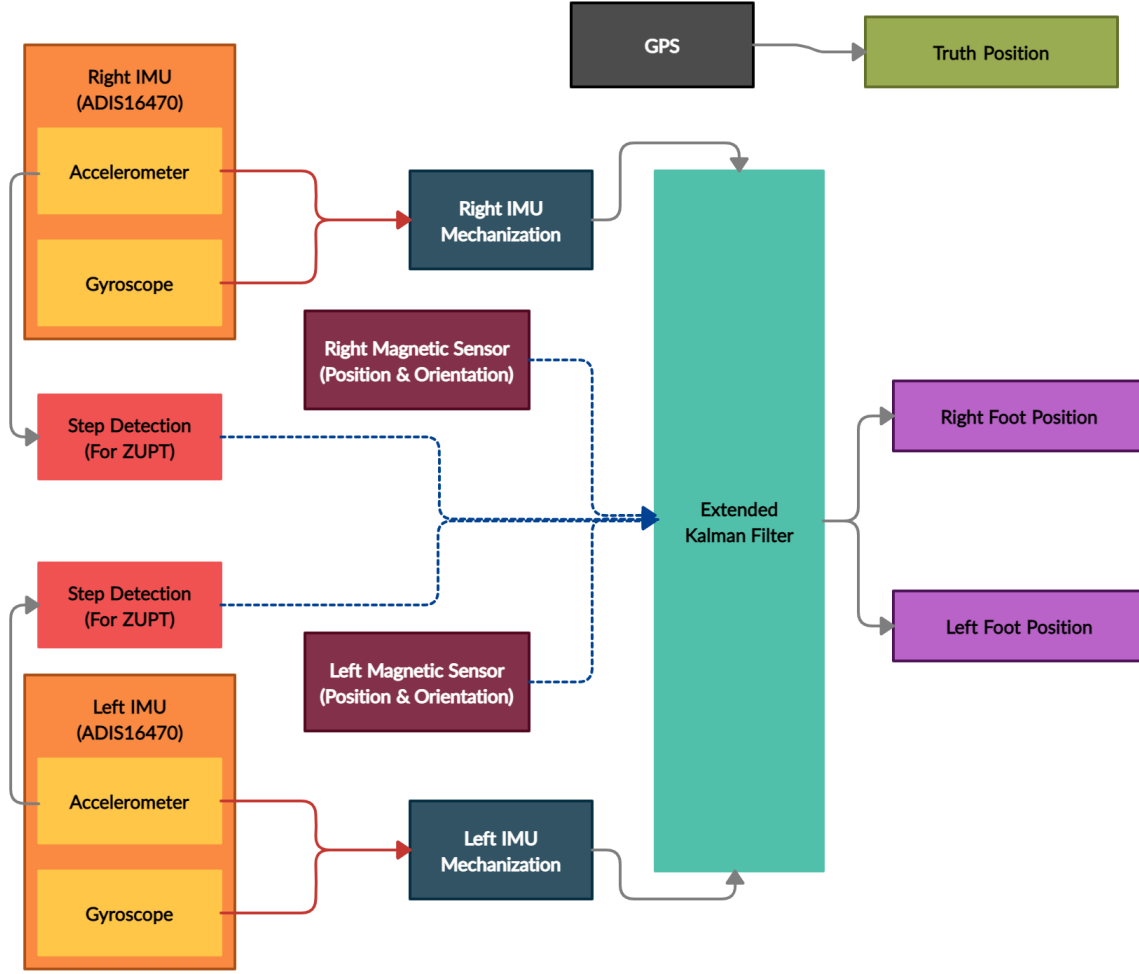 GPS
Truth Position
Right IMU
(ADIS16470)
Accelerometer
Gyroscope
Right IMU
Mechanization
Right Magnetic Sensor
(Position & Orientation)
Step Detection
(For ZUPT)
Extended
Kalman Filter
Right Foot Position
Left Foot Position
Step Detection
(For ZUPT)
Left Magnetic Sensor
(Position & Orientation)
Left IMU
(ADIS16470)
Accelerometer
Gyroscope
Left IMU
Mechanization